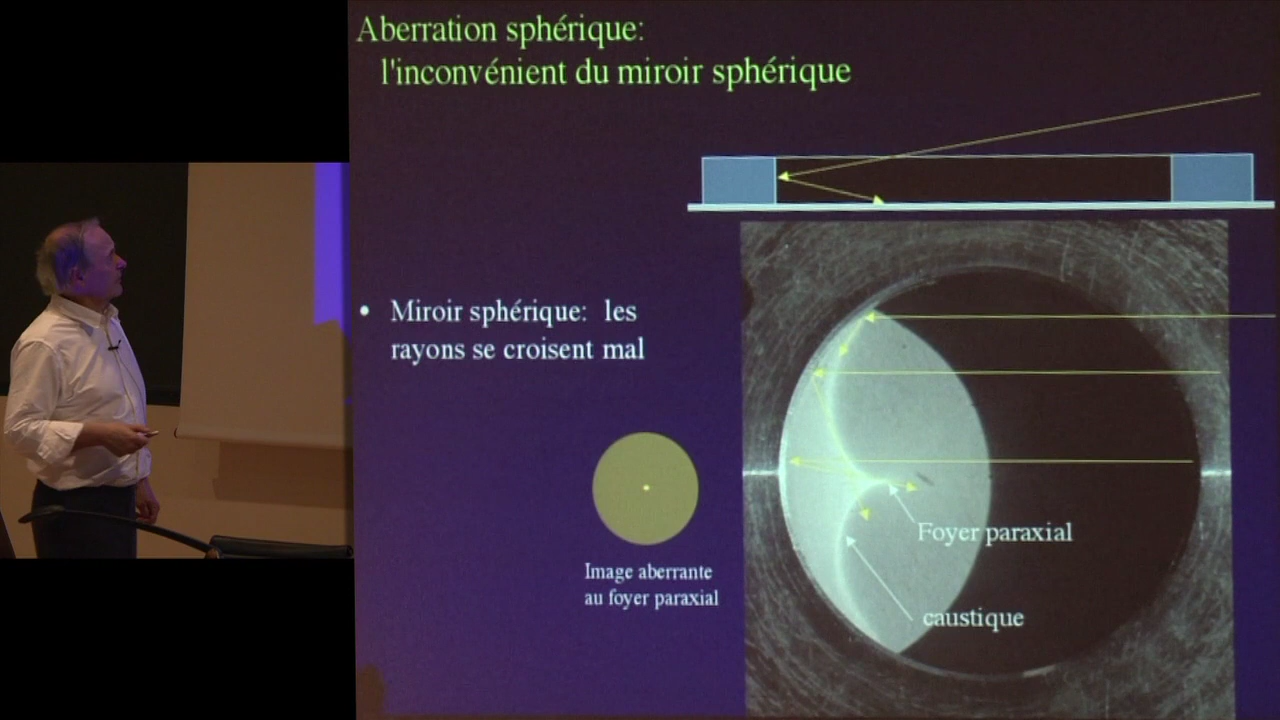 Aberration sphérique:
l'inconvénient du miroir sphérique
• Miroir sphérique: les
rayons se croisent mal
Image aberrante
au foyer paraxial
Foyer paraxial
caustique